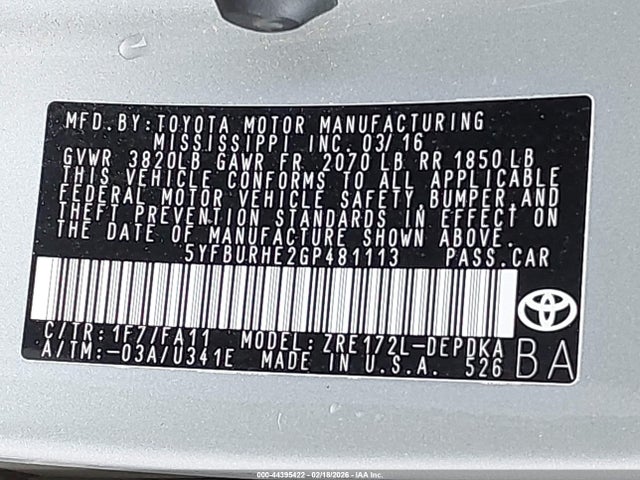 MFD. BY: TOYOTA MOTOR MANUFACTURING
MISSISSIPPI INC. 03/16
GVWR 3820LB GAWR FR 2070 LB RR 1850 LB
THIS VEHICLE CONFORMS TO ALL APPLICABLE
FEDERAL MOTOR VEHICLE SAFETY, BUMPER, AND
THEFT PREVENTION STANDARDS IN EFFECT ON
THE DATE OF MANUFACTURE SHOWN ABOVE.
5YFBURHE2GP481113 PASS.CAR
C/TR: 1F7/FA11 MODEL: ZRE172L-DEPDKA
A/TM: -03A/U341E MADE IN U.S.A. 526
BA
000-44395422 - 02/18/2026 - IAA Inc.